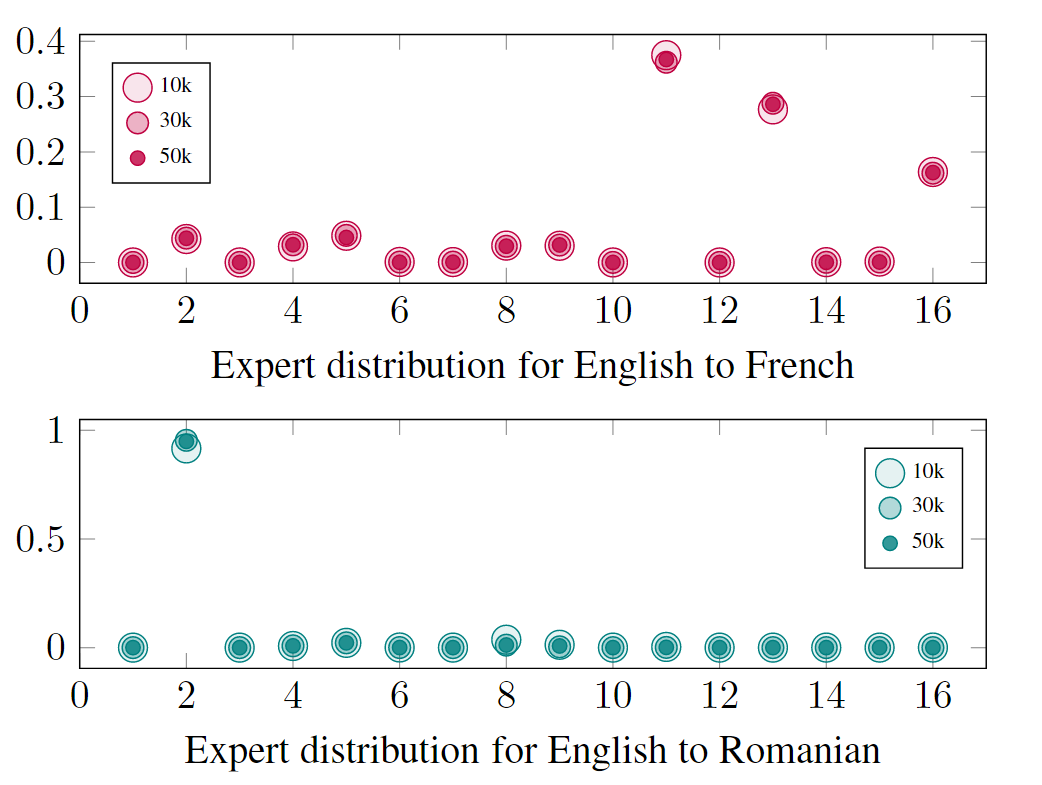 0.4
0.3
0.2
0.1
0
10k
30k
50k
0 2 4 6 8 10 12 14 16
Expert distribution for English to French
1
0.5
0
10k
30k
50k
0 2 4 6 8 10 12 14 16
Expert distribution for English to Romanian